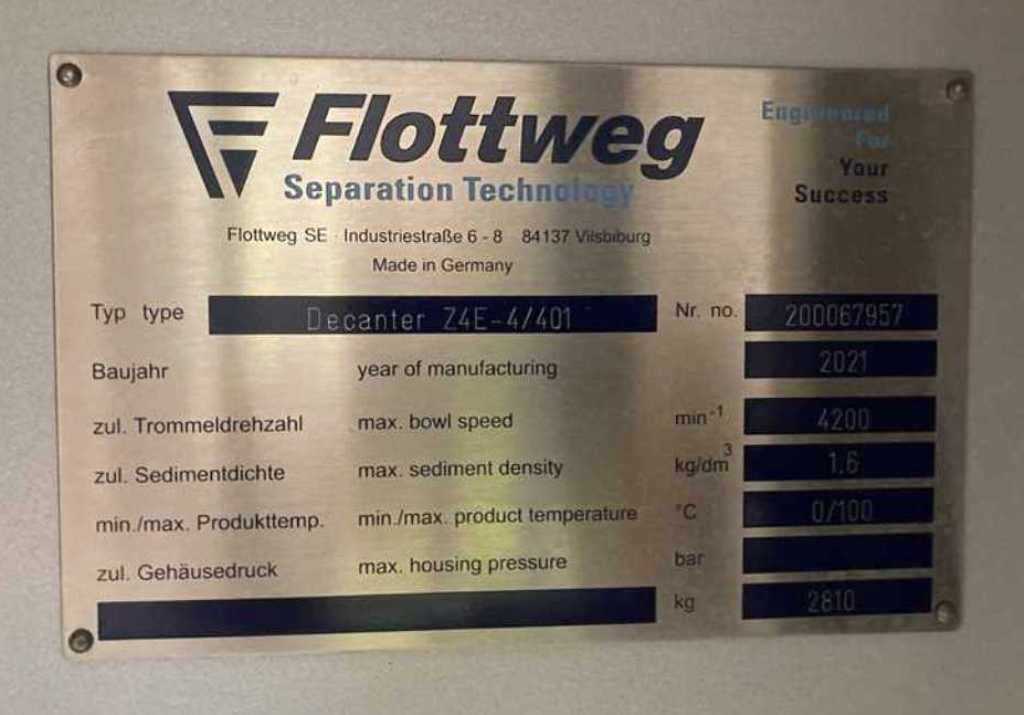 Flottweg
Separation Technology
Engineered
For
Your
Success
Flottweg SE · Industriestraße 6 - 8 84137 Vilsbiburg
Made in Germany
Typ type Decanter Z4E-4/401 Nr. no. 200067957
Baujahr year of manufacturing 2021
zul. Trommeldrehzahl max. bowl speed min⁻¹ 4200
zul. Sedimentdichte max. sediment density kg/dm³ 1.6
min./max. Produkttemp. min./max. product temperature °C 0/100
zul. Gehäusedruck max. housing pressure bar
kg 2810